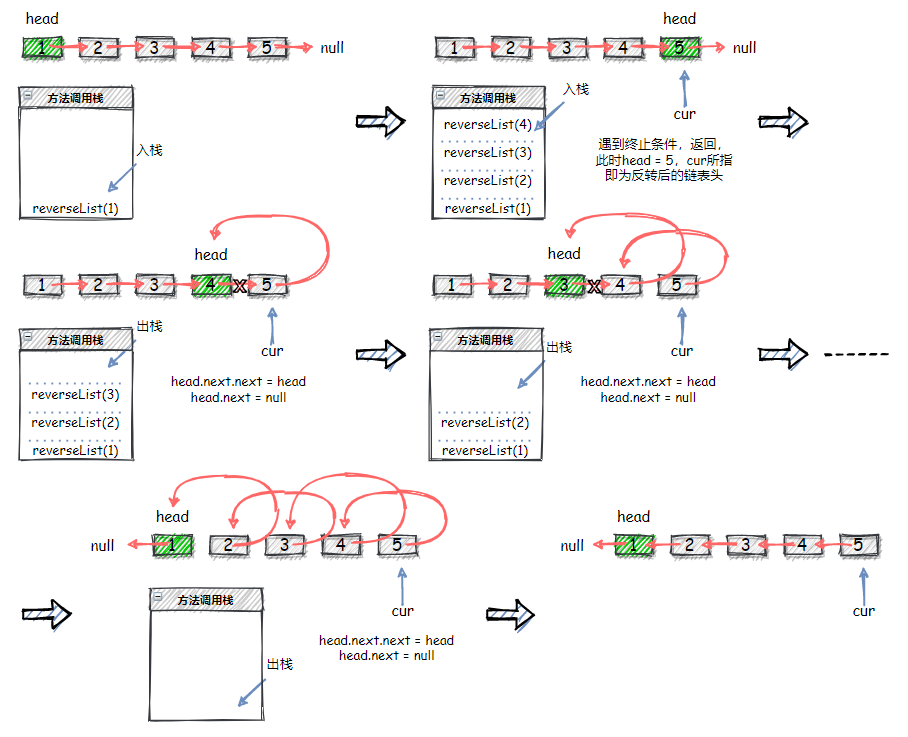 head
1 2 3 4 5 null
方法调用栈
入栈
reverseList(1)
head
1 2 3 4 5 null
cur
方法调用栈
入栈
reverseList(4)
reverseList(3)
reverseList(2)
reverseList(1)
遇到终止条件，返回，
此时head = 5，cur所指
即为反转后的链表头
head
1 2 3 4 x 5
cur
方法调用栈
出栈
reverseList(3)
reverseList(2)
reverseList(1)
head.next.next = head
head.next = null
head
1 2 3 x 4 5
cur
方法调用栈
出栈
reverseList(2)
reverseList(1)
head.next.next = head
head.next = null
head
null 1 2 3 4 5
cur
方法调用栈
出栈
head.next.next = head
head.next = null
head
null 1 2 3 4 5
cur